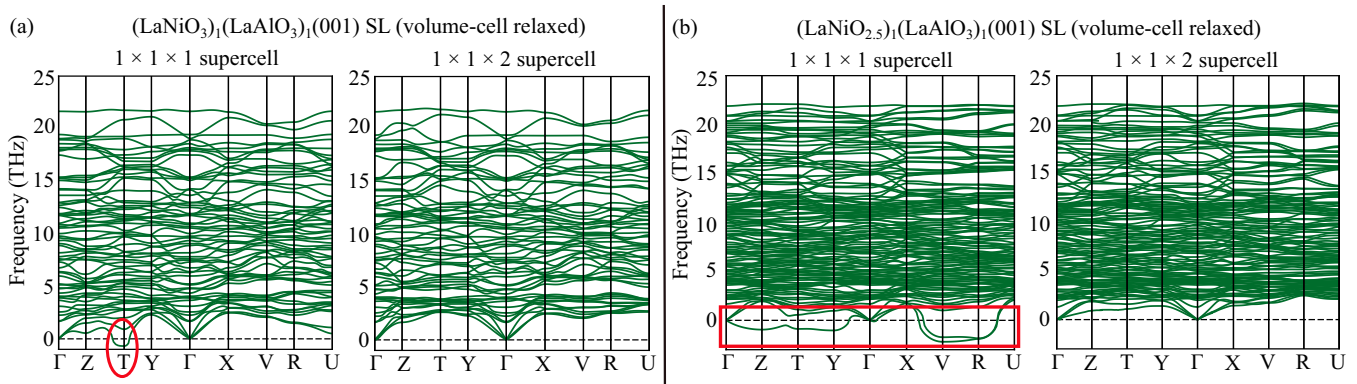 (a) (LaNiO₃)₁(LaAlO₃)₁(001) SL (volume-cell relaxed)
1 × 1 × 1 supercell 1 × 1 × 2 supercell
Frequency (THz)
25 25
20 20
15 15
10 10
5 5
0 0
Γ Z T Y Γ X V R U Γ Z T Y Γ X V R U
(b) (LaNiO₂.₅)₁(LaAlO₃)₁(001) SL (volume-cell relaxed)
1 × 1 × 1 supercell 1 × 1 × 2 supercell
Frequency (THz)
25 25
20 20
15 15
10 10
5 5
0 0
Γ Z T Y Γ X V R U Γ Z T Y Γ X V R U